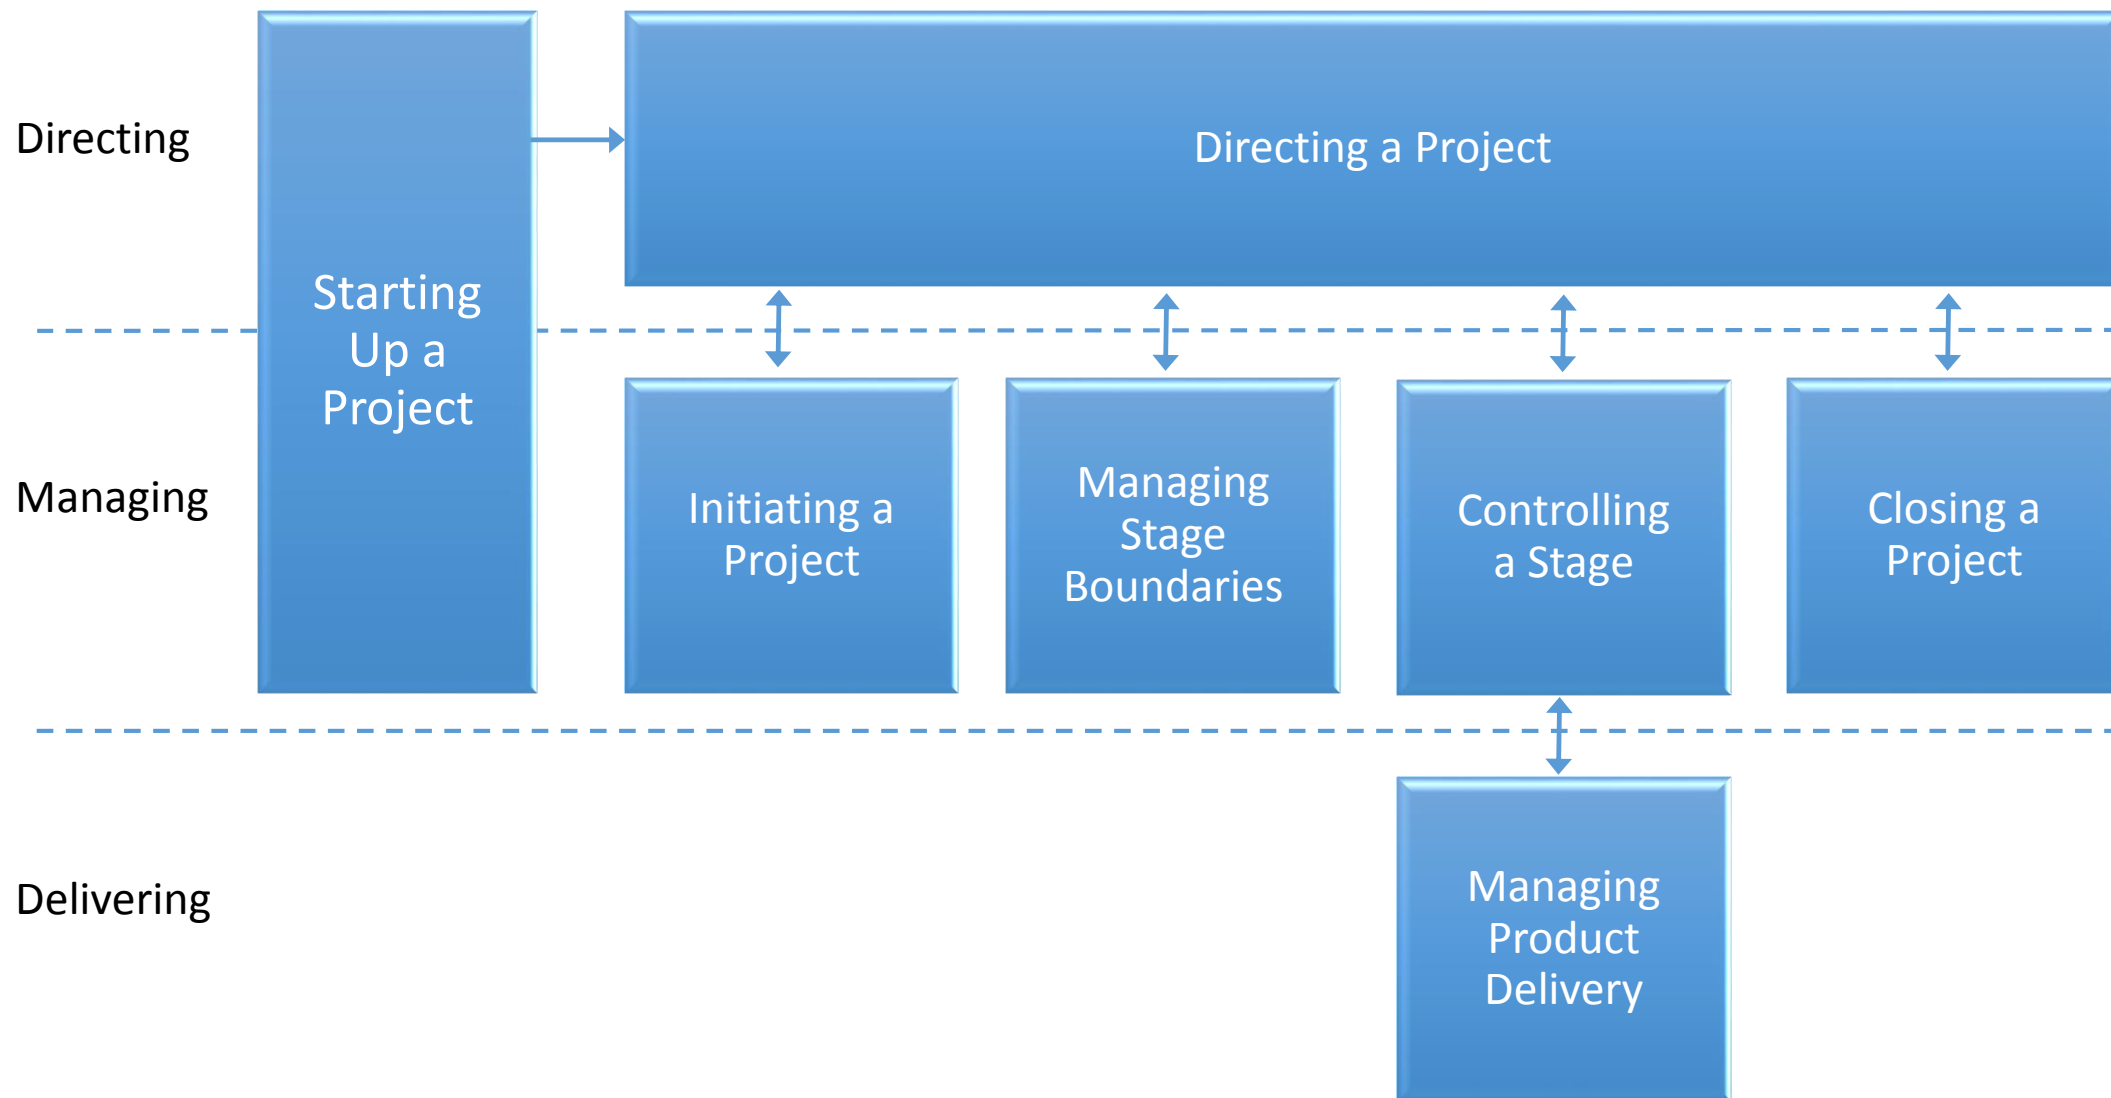 Directing
Directing a Project
Starting
Up a
Project
Managing
Initiating a
Project
Managing
Stage
Boundaries
Controlling
a Stage
Closing a
Project
Delivering
Managing
Product
Delivery